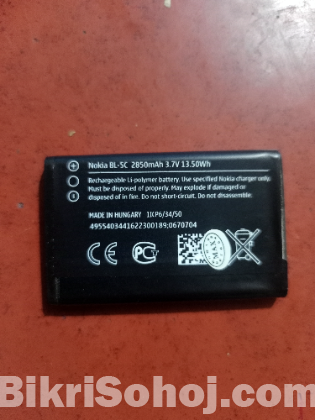 Nokia BL-5C 2850mAh 3.7V 13.50Wh
Rechargeable Li-polymer battery. Use specified Nokia charger only.
Must be disposed of properly. May explode if damaged or
disposed of in fire. Do not short-circuit. Do not disassemble.
MADE IN HUNGARY 1IXP6/34/50
4955403441622300189;0670704
CE
BikriSohoj.com